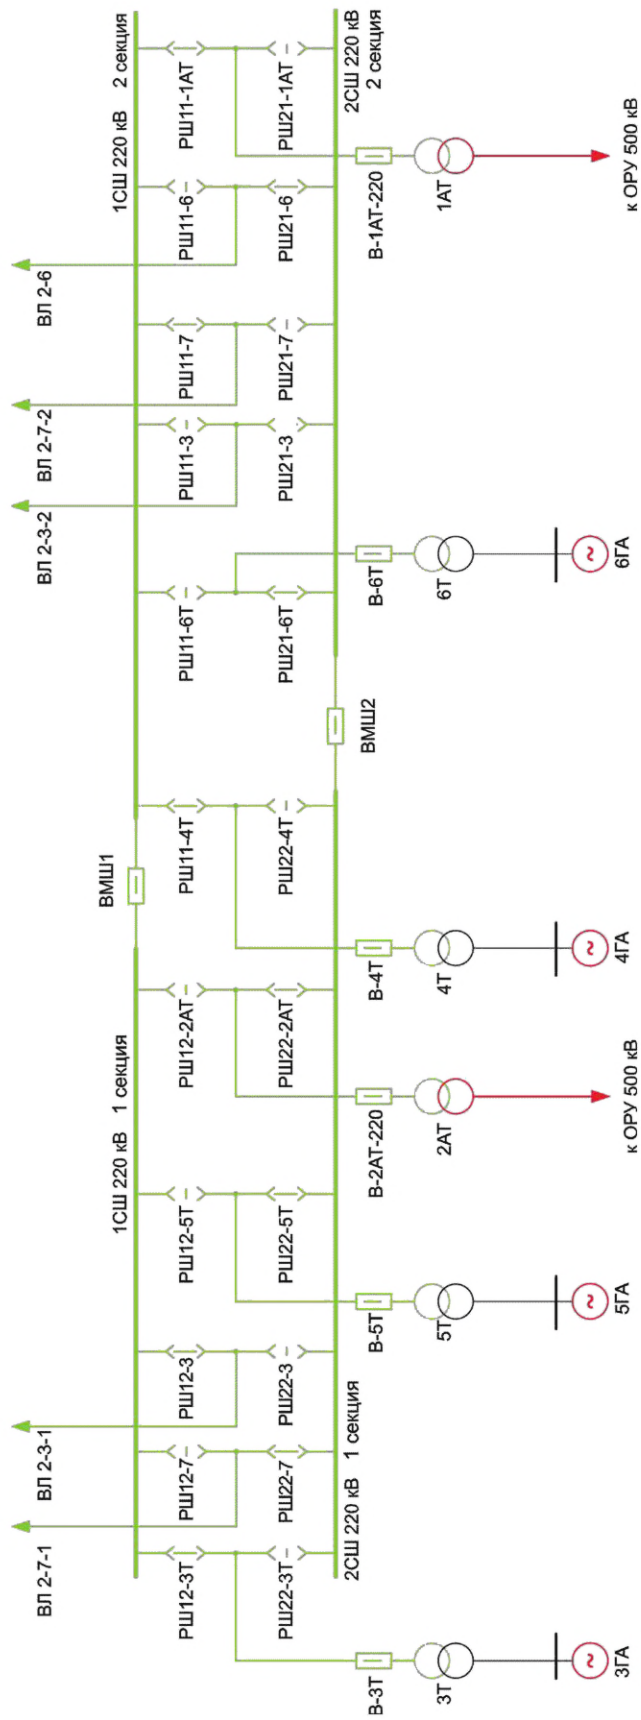 ВЛ 2-7-1
ВЛ 2-3-1
ВЛ 2-3-2
ВЛ 2-7-2
ВЛ 2-6
1СШ 220 кВ 1 секция
ВМШ1
1СШ 220 кВ 2 секция
РШ12-3Т
РШ12-7
РШ12-3
РШ12-5Т
РШ12-2АТ
РШ11-4Т
РШ11-6Т
РШ11-3
РШ11-7
РШ11-6
РШ11-1АТ
РШ22-3Т
РШ22-7
РШ22-3
РШ22-5Т
РШ22-2АТ
РШ22-4Т
РШ21-6Т
РШ21-3
РШ21-7
РШ21-6
РШ21-1АТ
2СШ 220 кВ 1 секция
ВМШ2
2СШ 220 кВ
2 секция
В-3Т
В-5Т
В-2АТ-220
В-4Т
В-6Т
В-1АТ-220
3Т
5Т
2АТ
4Т
6Т
1АТ
~
~
~
~
3ГА
5ГА
к ОРУ 500 кВ
4ГА
6ГА
к ОРУ 500 кВ